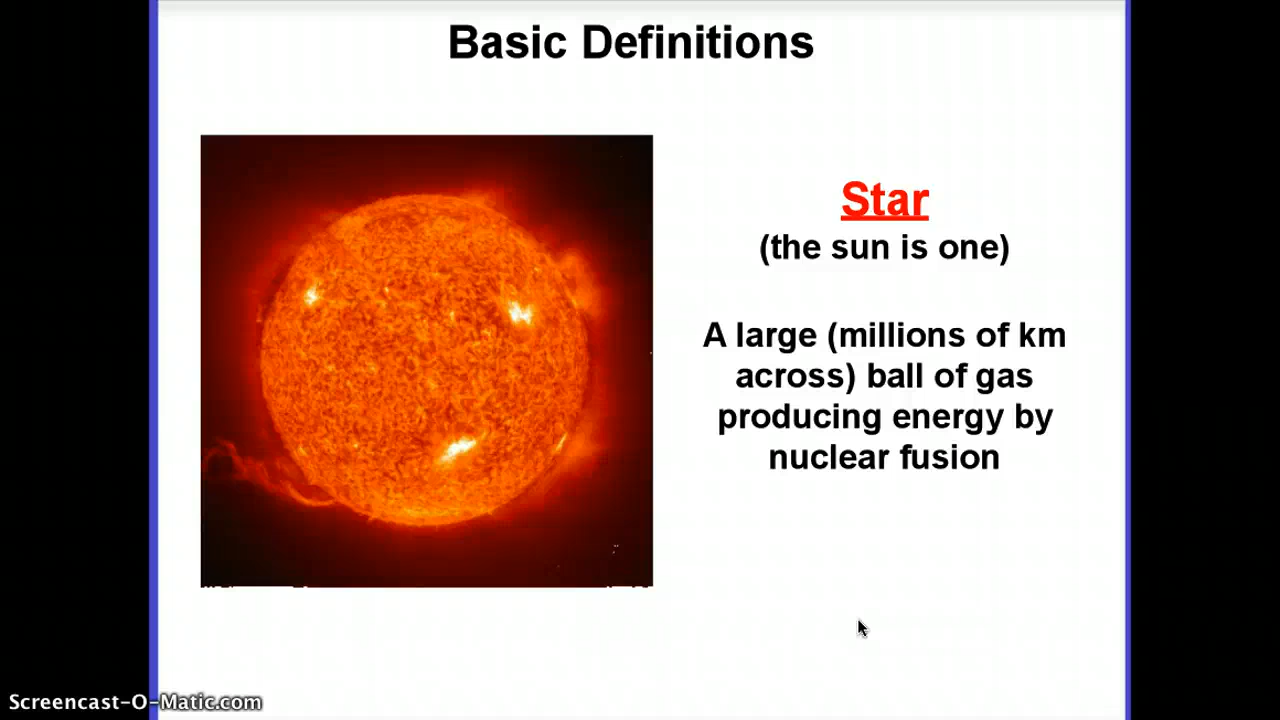 Basic Definitions
Star
(the sun is one)
A large (millions of km
across) ball of gas
producing energy by
nuclear fusion
Screencast-O-Matic.com